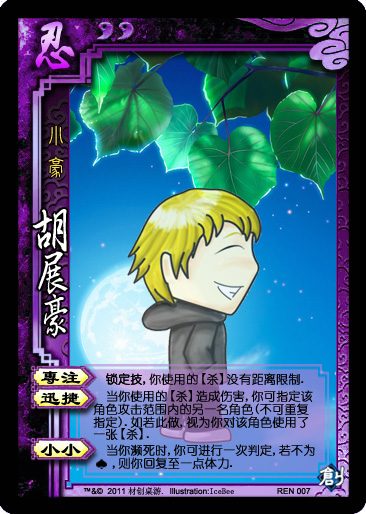 忍
小豪
胡展豪
專注
锁定技,你使用的【杀】没有距离限制.
迅捷
当你使用的【杀】造成伤害,你可指定该
角色攻击范围内的另一名角色(不可重复
指定).如若此做,视为你对该角色使用了
一张【杀】.
小小
当你濒死时,你可进行一次判定,若不为
♠,则你回复至一点体力.
創
™&© 2011 材创桌游. Illustration:IceBee
REN 007